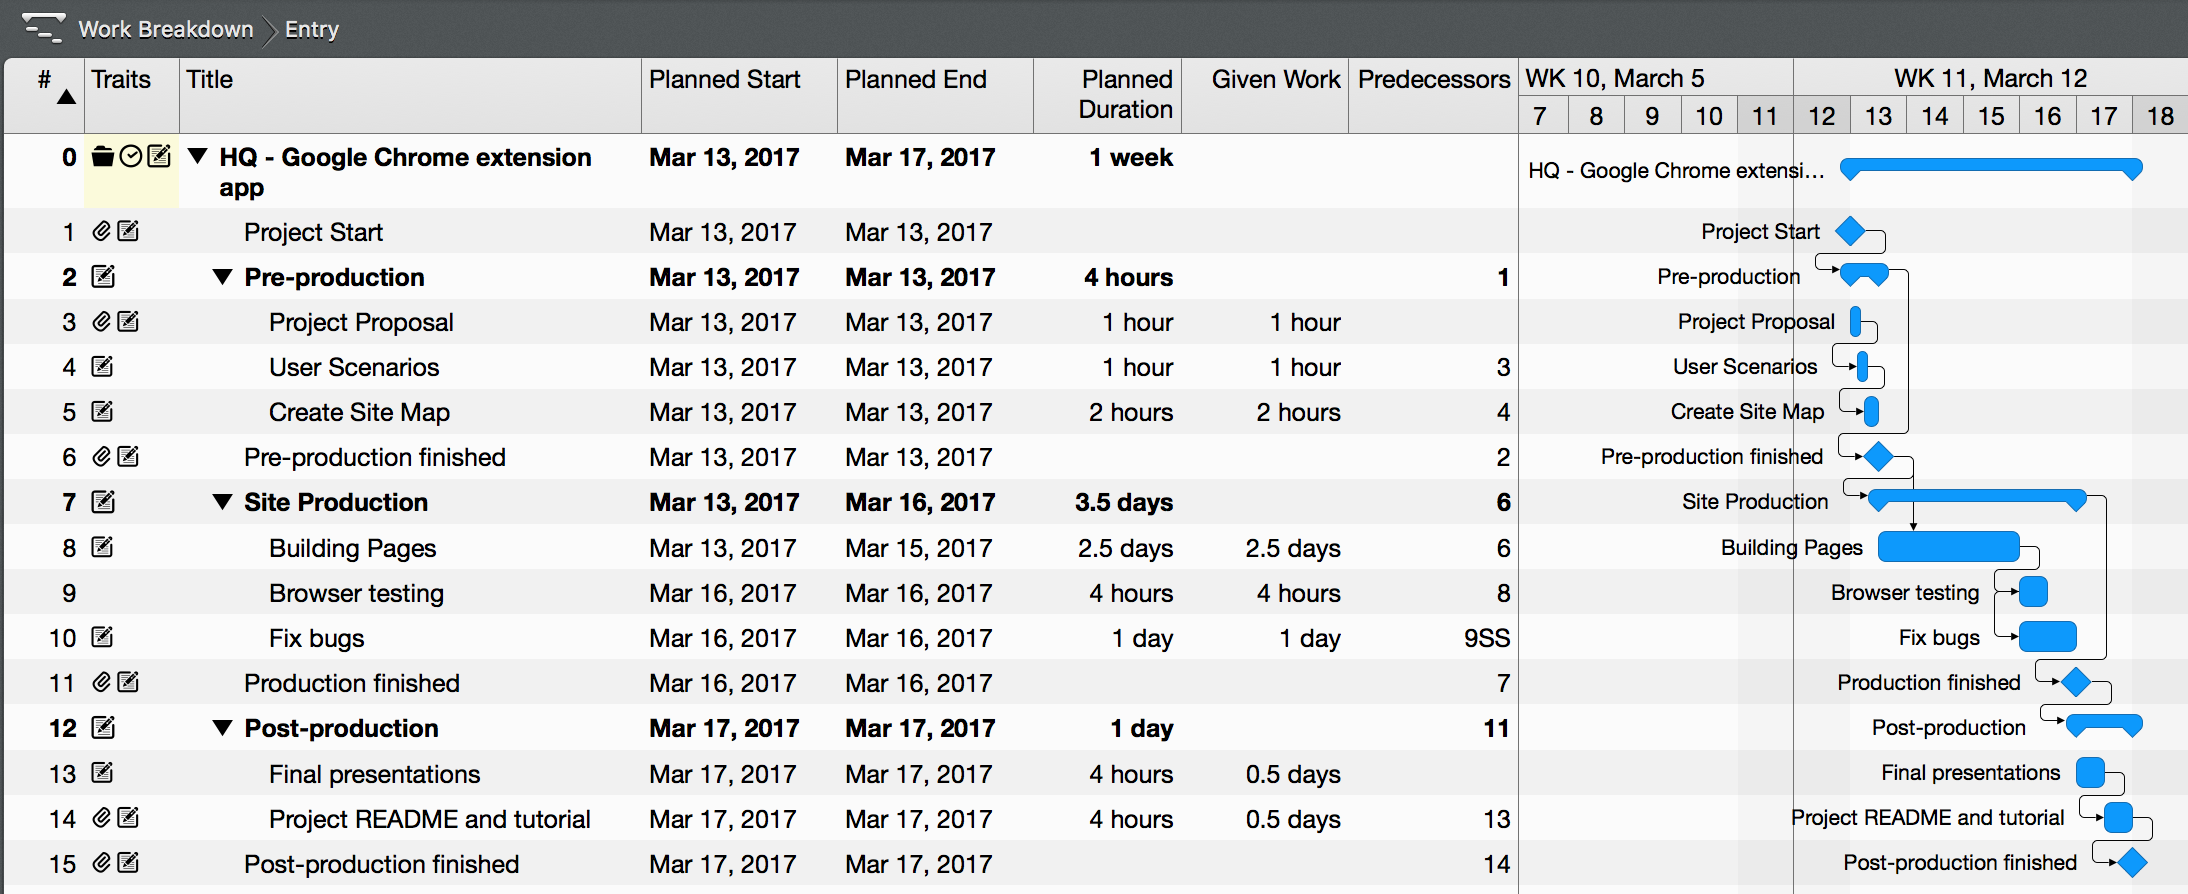 Work Breakdown Entry
# Traits Title Planned Start Planned End Planned Duration Given Work Predecessors WK 10, March 5 WK 11, March 12
7 8 9 10 11 12 13 14 15 16 17 18
0 HQ - Google Chrome extension app Mar 13, 2017 Mar 17, 2017 1 week HQ - Google Chrome extensi...
1 Project Start Mar 13, 2017 Mar 13, 2017 Project Start
2 Pre-production Mar 13, 2017 Mar 13, 2017 4 hours 1 Pre-production
3 Project Proposal Mar 13, 2017 Mar 13, 2017 1 hour 1 hour Project Proposal
4 User Scenarios Mar 13, 2017 Mar 13, 2017 1 hour 1 hour 3 User Scenarios
5 Create Site Map Mar 13, 2017 Mar 13, 2017 2 hours 2 hours 4 Create Site Map
6 Pre-production finished Mar 13, 2017 Mar 13, 2017 2 Pre-production finished
7 Site Production Mar 13, 2017 Mar 16, 2017 3.5 days 6 Site Production
8 Building Pages Mar 13, 2017 Mar 15, 2017 2.5 days 2.5 days 6 Building Pages
9 Browser testing Mar 16, 2017 Mar 16, 2017 4 hours 4 hours 8 Browser testing
10 Fix bugs Mar 16, 2017 Mar 16, 2017 1 day 1 day 9SS Fix bugs
11 Production finished Mar 16, 2017 Mar 16, 2017 7 Production finished
12 Post-production Mar 17, 2017 Mar 17, 2017 1 day 11 Post-production
13 Final presentations Mar 17, 2017 Mar 17, 2017 4 hours 0.5 days Final presentations
14 Project README and tutorial Mar 17, 2017 Mar 17, 2017 4 hours 0.5 days 13 Project README and tutorial
15 Post-production finished Mar 17, 2017 Mar 17, 2017 14 Post-production finished